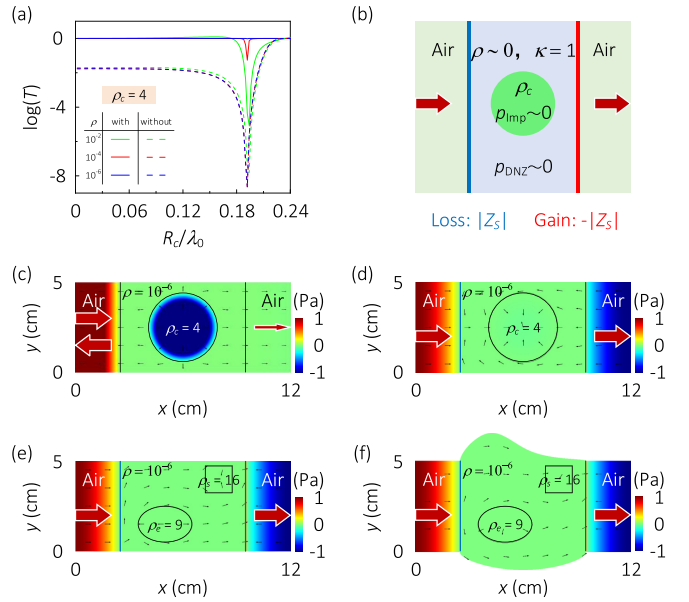 (a)
log(T)
0
-4
-8
ρc = 4
ρ with without
10⁻²
10⁻⁴
10⁻⁶
0 0.06 0.12 0.18 0.24
Rc/λ0
(b)
Air ρ ~ 0, κ = 1 Air
ρc
pImp~0
pDNZ~0
Loss: |ZS| Gain: -|ZS|
(c)
5
y (cm)
0
Air ρ = 10⁻⁶ Air
ρc = 4
(Pa)
1
0
-1
0 12
x (cm)
(d)
5
y (cm)
0
Air ρ = 10⁻⁶ Air
ρc = 4
(Pa)
1
0
-1
0 12
x (cm)
(e)
5
y (cm)
0
Air ρ = 10⁻⁶ Air
ρs = 16
ρe = 9
(Pa)
1
0
-1
0 12
x (cm)
(f)
5
y (cm)
0
Air ρ = 10⁻⁶ Air
ρs = 16
ρe = 9
(Pa)
1
0
-1
0 12
x (cm)